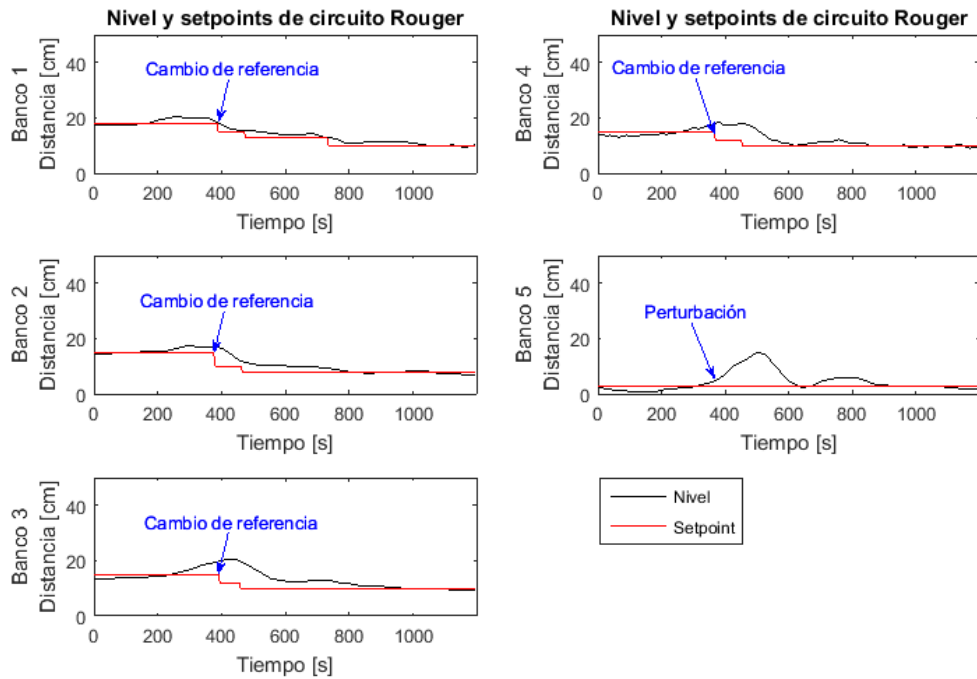 Nivel y setpoints de circuito Rouger
Banco 1
Distancia [cm]
40
20
0
Cambio de referencia
0 200 400 600 800 1000
Tiempo [s]
Banco 2
Distancia [cm]
40
20
0
Cambio de referencia
0 200 400 600 800 1000
Tiempo [s]
Banco 3
Distancia [cm]
40
20
0
Cambio de referencia
0 200 400 600 800 1000
Tiempo [s]
Nivel y setpoints de circuito Rouger
Banco 4
Distancia [cm]
40
20
0
Cambio de referencia
0 200 400 600 800 1000
Tiempo [s]
Banco 5
Distancia [cm]
40
20
0
Perturbación
0 200 400 600 800 1000
Tiempo [s]
Nivel
Setpoint